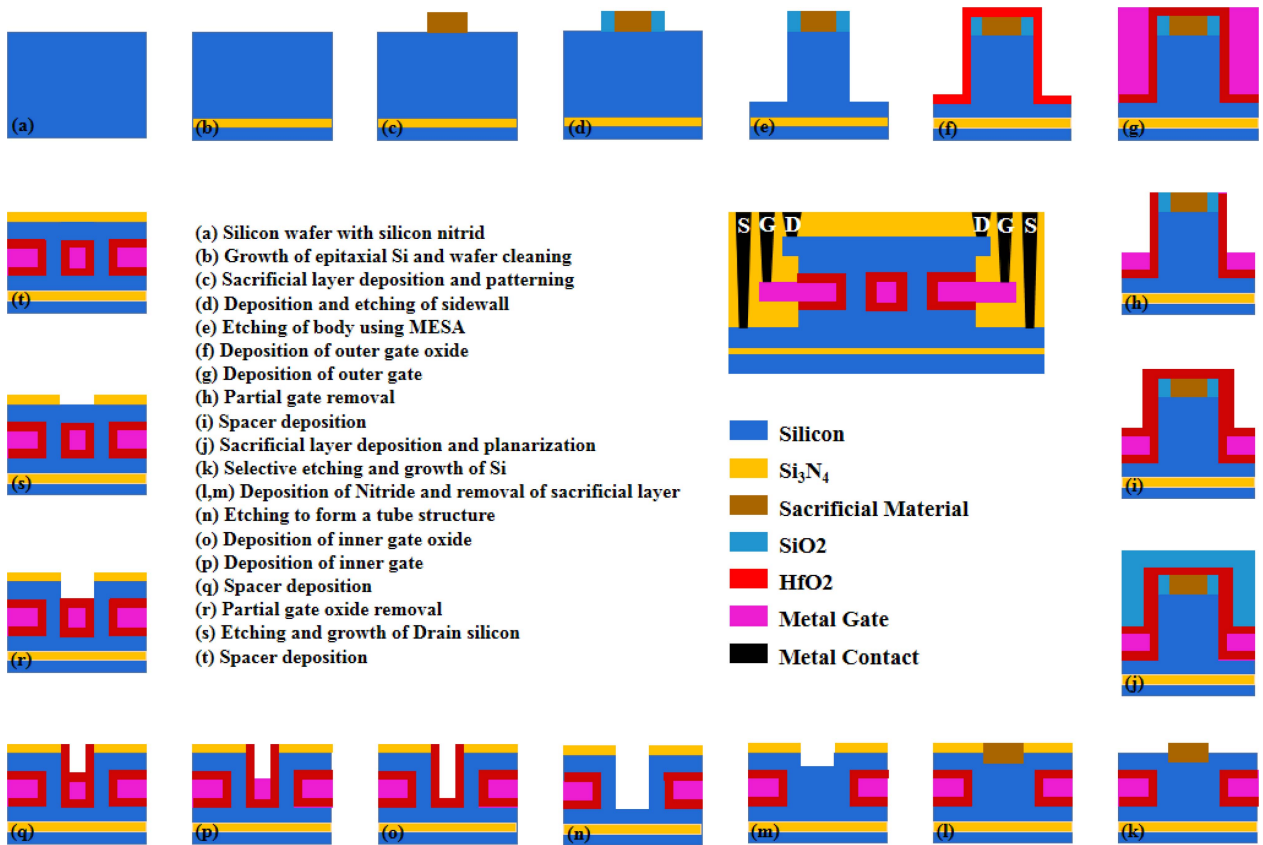 (a)
(b)
(c)
(d)
(e)
(f)
(g)
(t)
(s)
(r)
(a) Silicon wafer with silicon nitrid
(b) Growth of epitaxial Si and wafer cleaning
(c) Sacrificial layer deposition and patterning
(d) Deposition and etching of sidewall
(e) Etching of body using MESA
(f) Deposition of outer gate oxide
(g) Deposition of outer gate
(h) Partial gate removal
(i) Spacer deposition
(j) Sacrificial layer deposition and planarization
(k) Selective etching and growth of Si
(l,m) Deposition of Nitride and removal of sacrificial layer
(n) Etching to form a tube structure
(o) Deposition of inner gate oxide
(p) Deposition of inner gate
(q) Spacer deposition
(r) Partial gate oxide removal
(s) Etching and growth of Drain silicon
(t) Spacer deposition
S G D D G S
Silicon
Si₃N₄
Sacrificial Material
SiO2
HfO2
Metal Gate
Metal Contact
(h)
(i)
(j)
(q)
(p)
(o)
(n)
(m)
(l)
(k)